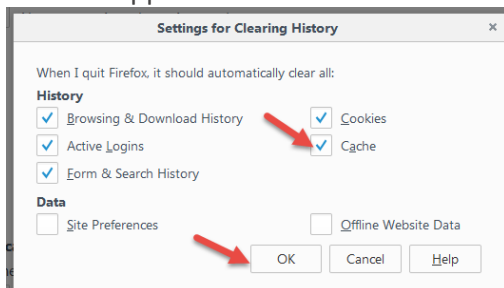 Settings for Clearing History
When I quit Firefox, it should automatically clear all:
History
Browsing & Download History Cookies
Active Logins Cache
Form & Search History
Data
Site Preferences Offline Website Data
OK Cancel Help